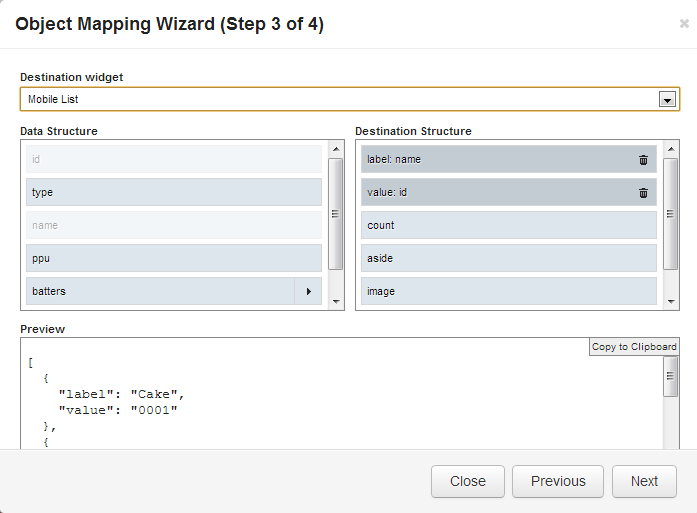 Object Mapping Wizard (Step 3 of 4)
Destination widget
Mobile List
Data Structure
id
type
name
ppu
batters
Destination Structure
label: name
value: id
count
aside
image
Preview
Copy to Clipboard
[
  {
    "label": "Cake",
    "value": "0001"
  },
  {
Close
Previous
Next